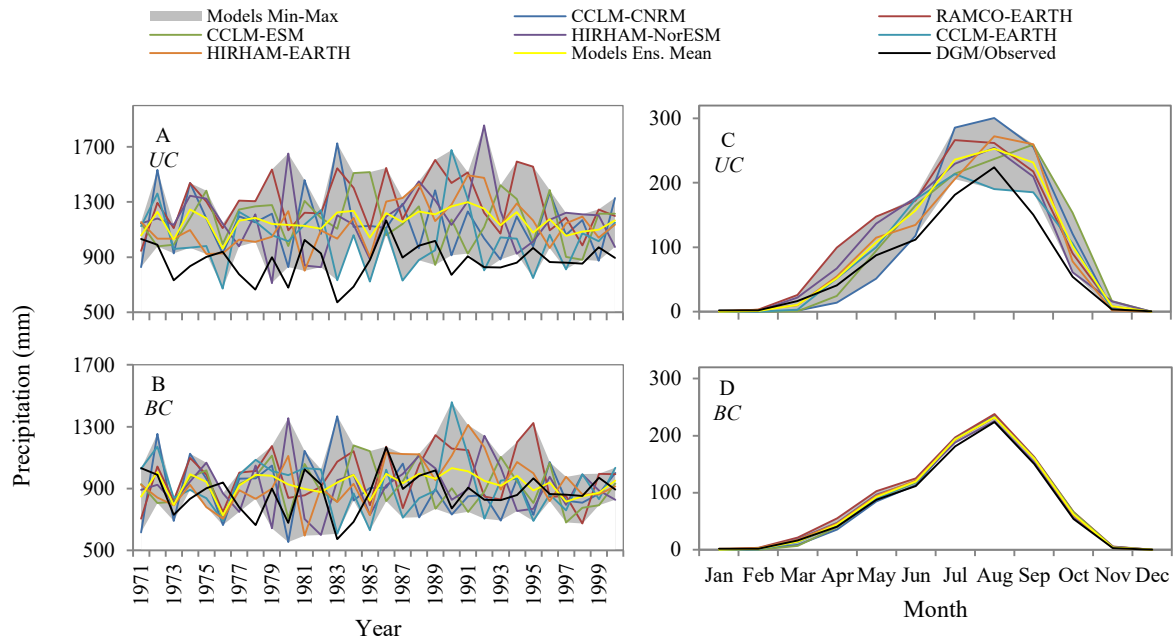 Models Min-Max CCLM-CNRM RAMCO-EARTH
CCLM-ESM HIRHAM-NorESM CCLM-EARTH
HIRHAM-EARTH Models Ens. Mean DGM/Observed
Precipitation (mm)
A
UC
1700
1300
900
500
C
UC
300
200
100
0
B
BC
1700
1300
900
500
1971 1973 1975 1977 1979 1981 1983 1985 1987 1989 1991 1993 1995 1997 1999
Year
D
BC
300
200
100
0
Jan Feb Mar Apr May Jun Jul Aug Sep Oct Nov Dec
Month